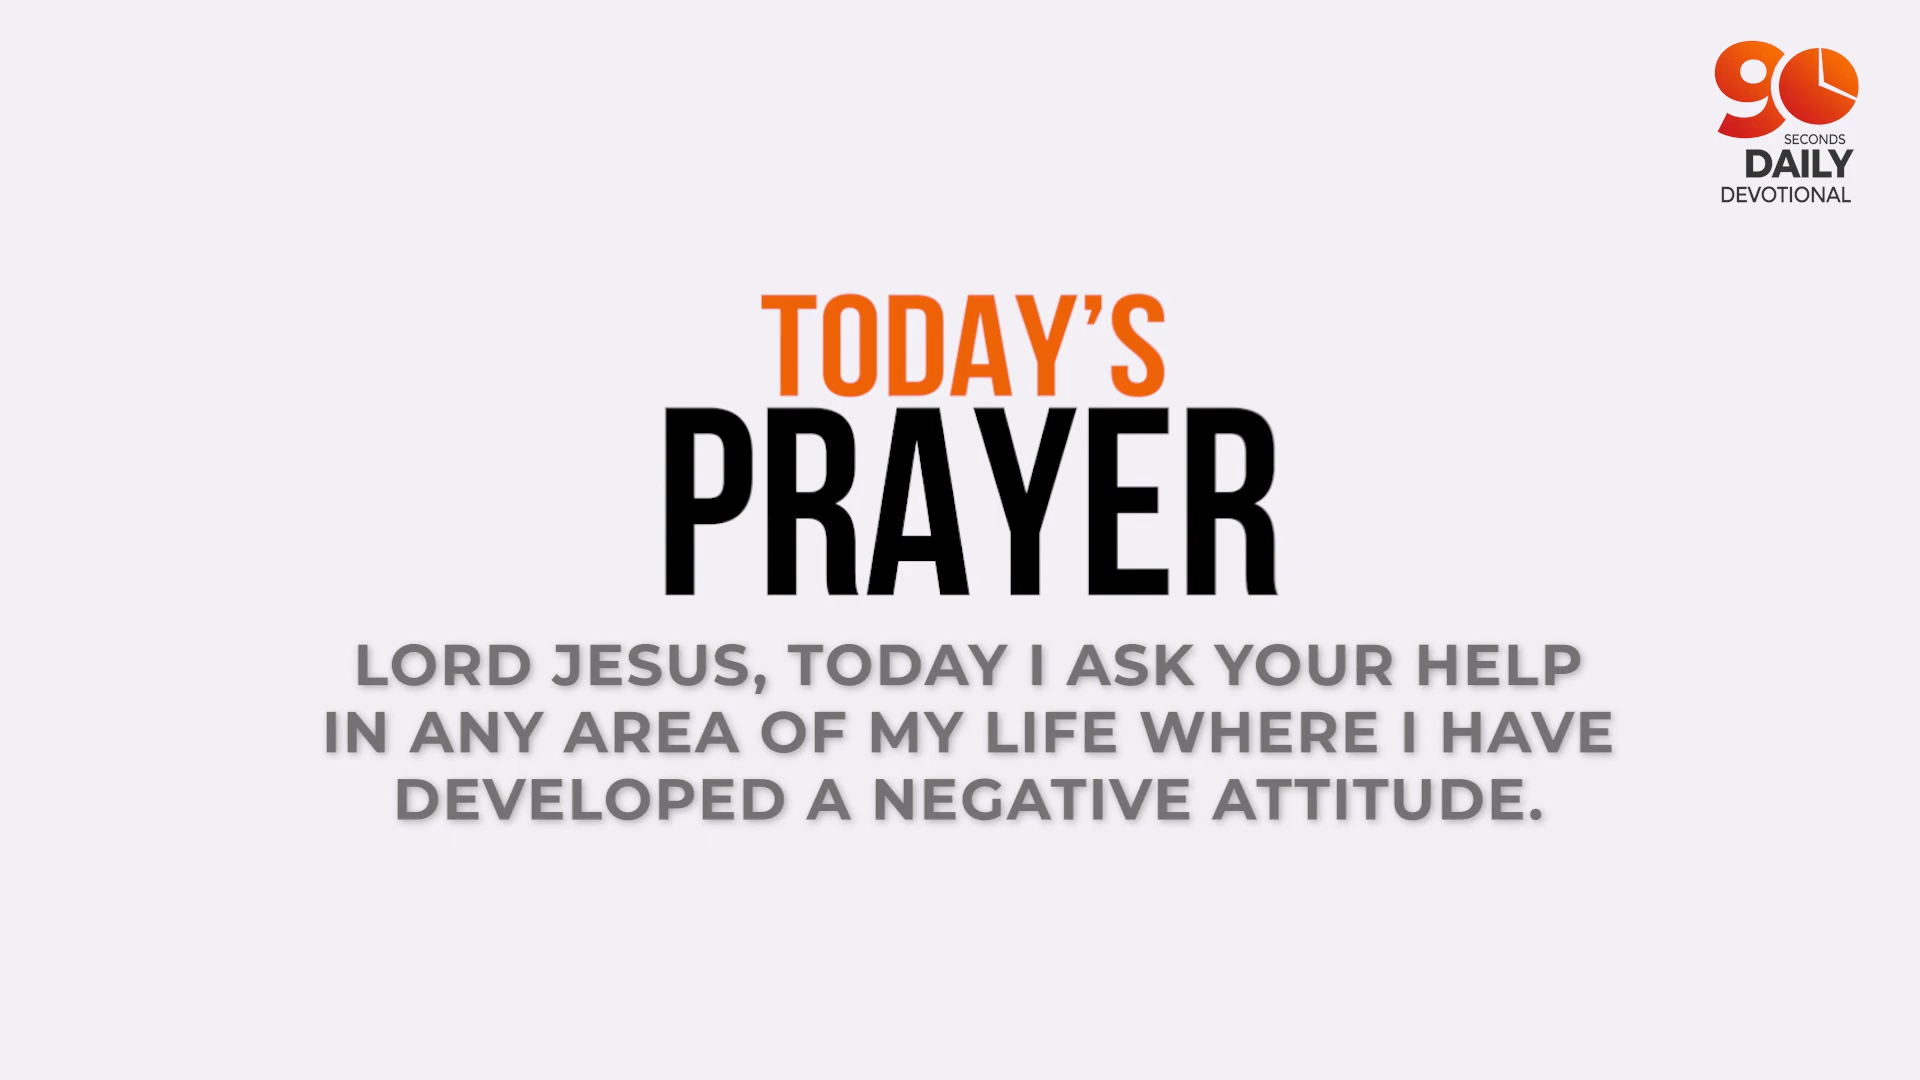 90
SECONDS
DAILY
DEVOTIONAL
TODAY’S
PRAYER
LORD JESUS, TODAY I ASK YOUR HELP
IN ANY AREA OF MY LIFE WHERE I HAVE
DEVELOPED A NEGATIVE ATTITUDE.